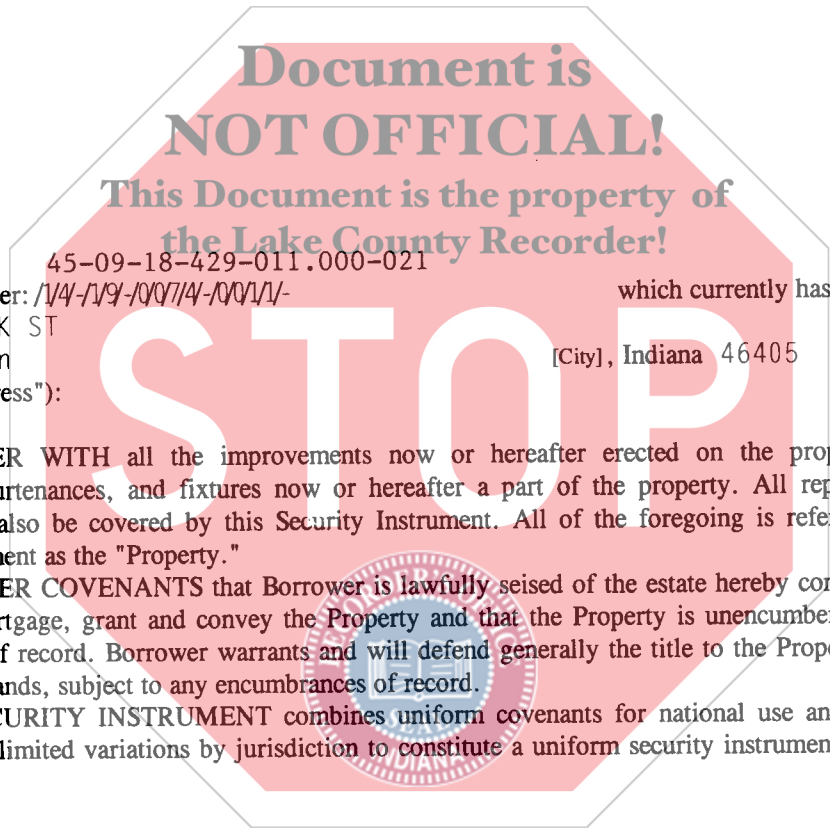 Document is
NOT OFFICIAL!
This Document is the property of
the Lake County Recorder!
45-09-18-429-011.000-021
er: /1/4/-/1/9/-/0/0/7/4/-/0/0/1/1/- which currently has
K ST
n [City], Indiana 46405
ess"):
STOP
ER WITH all the improvements now or hereafter erected on the prop
urtenances, and fixtures now or hereafter a part of the property. All rep
also be covered by this Security Instrument. All of the foregoing is refe
ent as the "Property."
ER COVENANTS that Borrower is lawfully seised of the estate hereby con
rtgage, grant and convey the Property and that the Property is unencumber
f record. Borrower warrants and will defend generally the title to the Prope
ands, subject to any encumbrances of record.
CURITY INSTRUMENT combines uniform covenants for national use an
limited variations by jurisdiction to constitute a uniform security instrumen
SEAL
INDIANA